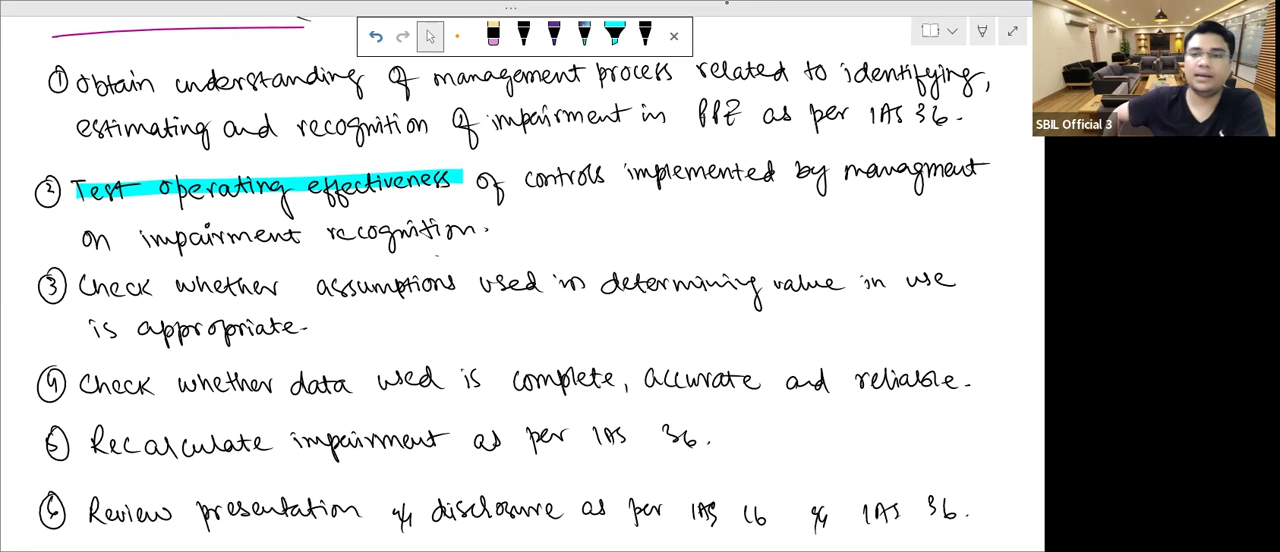 ① Obtain understanding of management process related to identifying,
estimating and recognition of impairment in PPE as per IAS 36.
② Test operating effectiveness of controls implemented by managment
on impairment recognition.
③ Check whether assumptions used in determining value in use
is appropriate.
④ Check whether data used is complete, accurate and reliable.
⑤ Recalculate impairment as per IAS 36.
⑥ Review presentation & disclosure as per IAS 16 & IAS 36.
SBIL Official 3